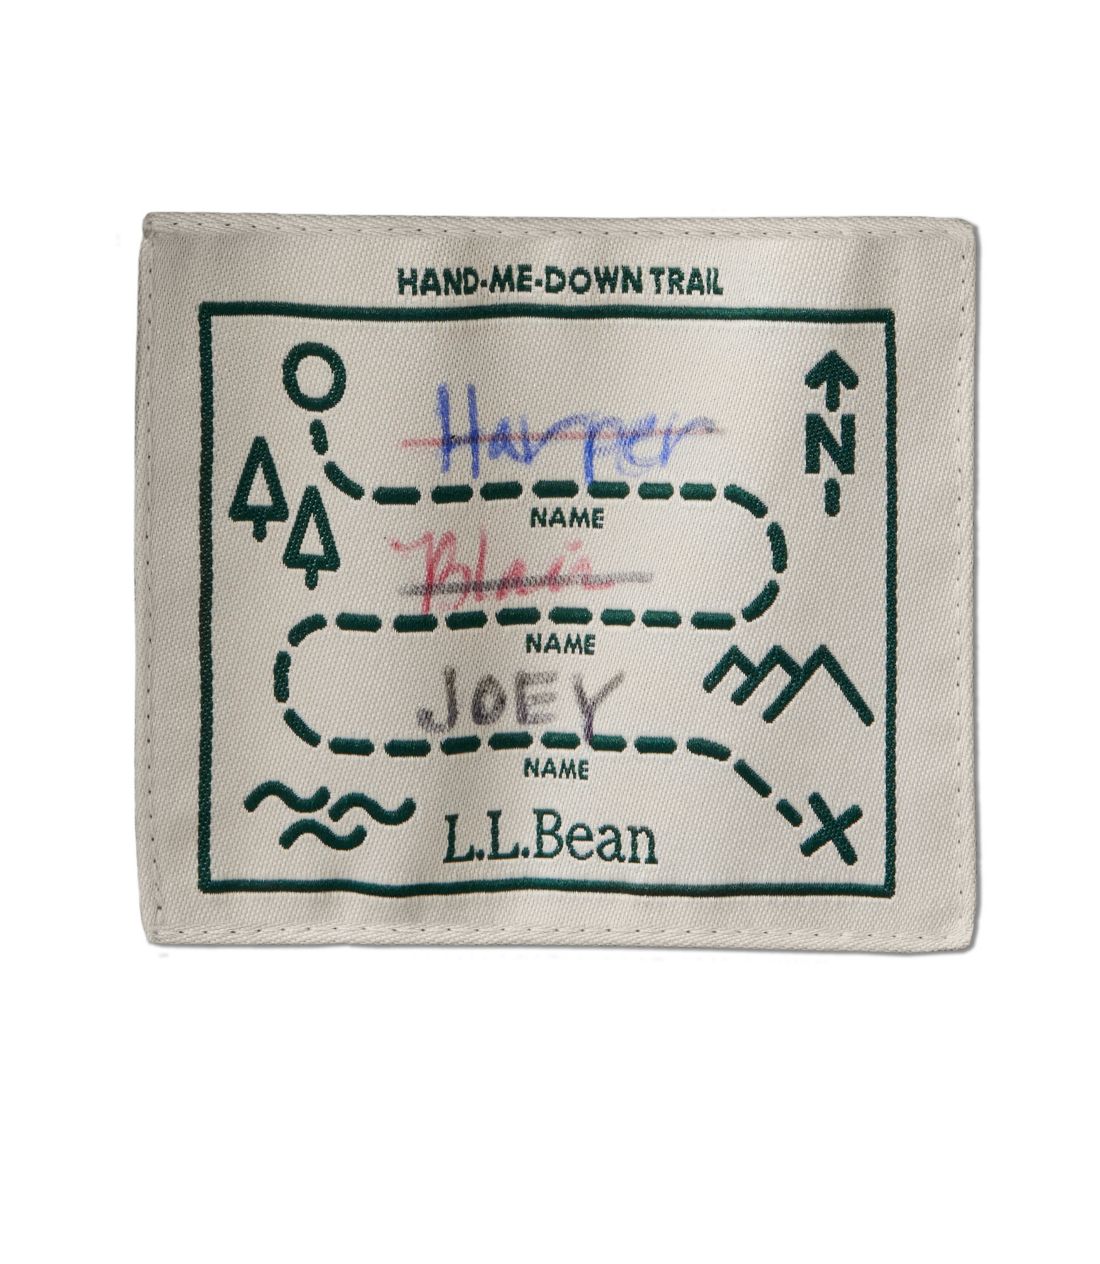 HAND-ME-DOWN TRAIL
N
Harper
NAME
Blair
NAME
JOEY
NAME
L.L.Bean